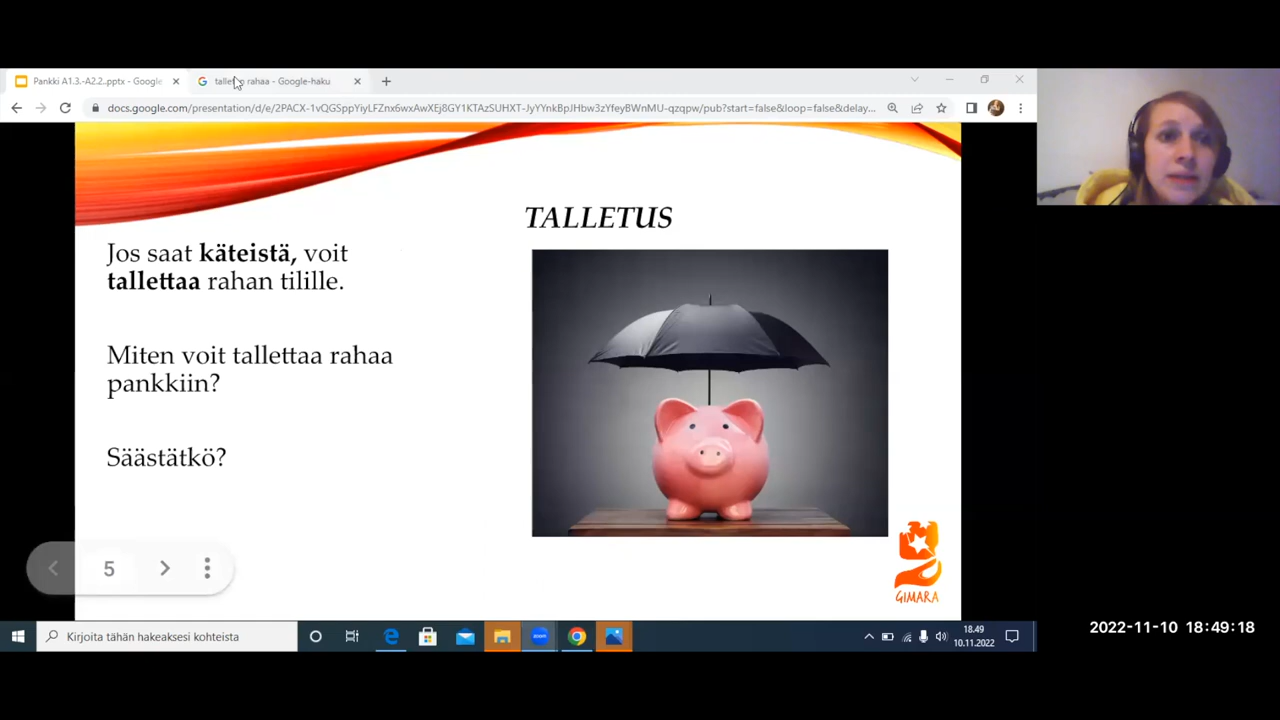 Pankki A1.3.-A2.2..pptx - Google
rahaa - Google-haku
docs.google.com/presentation/d/e/2PACX-1vQGSppYiyLFZnx6wxAwXEj8GY1KTAzSUHXT-JyYYnkBpJHbw3zYfeyBWnMU-qzqpw/pub?start=false&loop=false&delay...
TALLETUS
Jos saat käteistä, voit
tallettaa rahan tilille.
Miten voit tallettaa rahaa
pankkiin?
Säästätkö?
GIMARA
5
Kirjoita tähän hakeaksesi kohteista
zoom
18.49
10.11.2022
2022-11-10 18:49:18